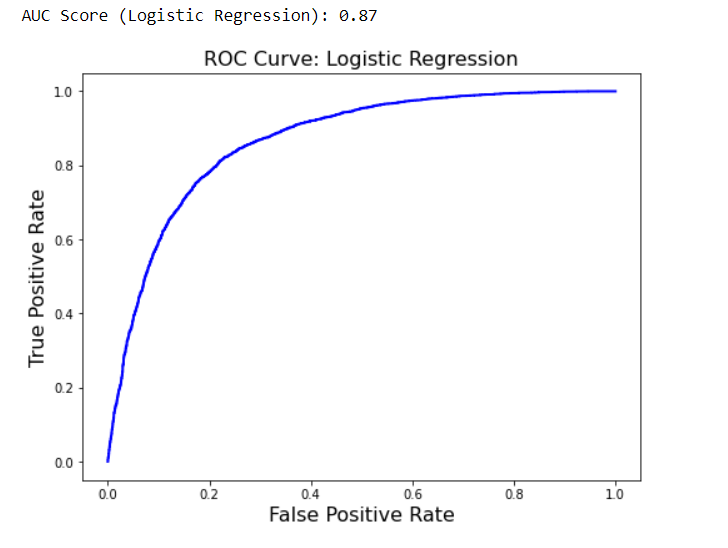 AUC Score (Logistic Regression): 0.87
ROC Curve: Logistic Regression
1.0
0.8
0.6
0.4
0.2
0.0
True Positive Rate
0.0 0.2 0.4 0.6 0.8 1.0
False Positive Rate